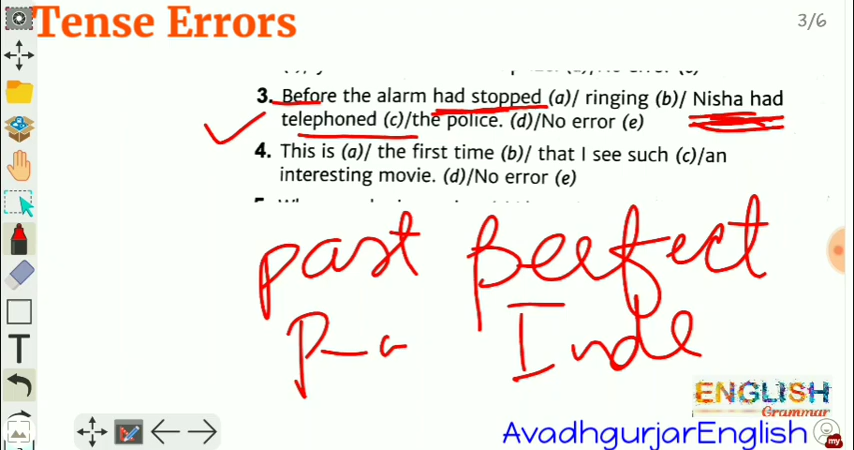 Tense Errors
3/6
3. Before the alarm had stopped (a)/ ringing (b)/ Nisha had
telephoned (c)/the police. (d)/No error (e)
4. This is (a)/ the first time (b)/ that I see such (c)/an
interesting movie. (d)/No error (e)
past Perfect
Pa Inde
T
ENGLISH
Grammar
AvadhgurjarEnglish
my